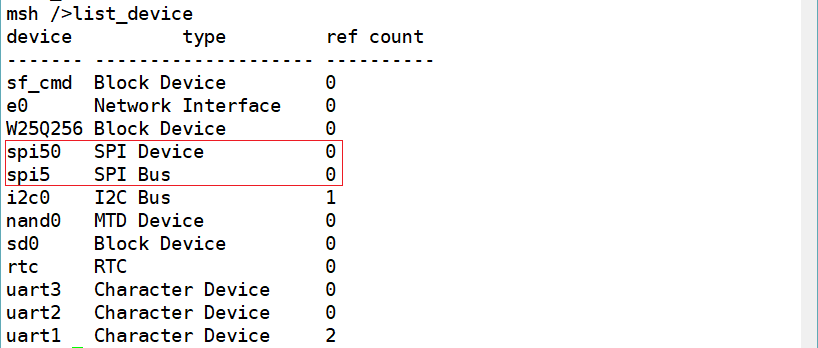 msh />list_device
device          type         ref count
------- -------------------- ----------
sf_cmd  Block Device         0
e0      Network Interface    0
W25Q256 Block Device         0
spi50   SPI Device           0
spi5    SPI Bus              0
i2c0    I2C Bus              1
nand0   MTD Device           0
sd0     Block Device         0
rtc     RTC                  0
uart3   Character Device     0
uart2   Character Device     0
uart1   Character Device     2